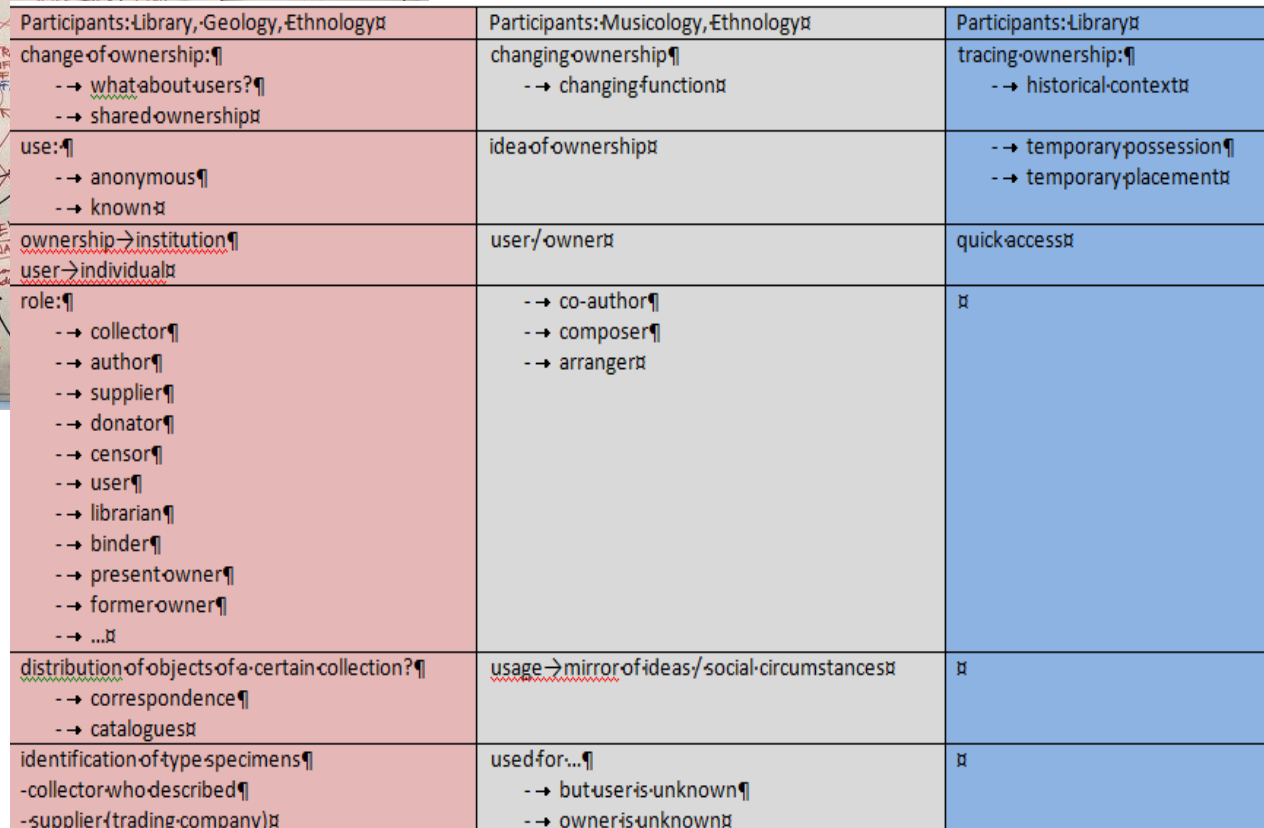 Participants: Library, Geology, Ethnology
Participants: Musicology, Ethnology
Participants: Library
change of ownership:
- what about users?
- shared ownership
changing ownership
- changing function
tracing ownership:
- historical context
use:
- anonymous
- known
idea of ownership
- temporary possession
- temporary placement
ownership→institution
user→individual
user / owner
quick access
role:
- collector
- author
- supplier
- donator
- censor
- user
- librarian
- binder
- present owner
- former owner
- ...
- co-author
- composer
- arranger
distribution of objects of a certain collection?
- correspondence
- catalogues
usage→mirror of ideas / social circumstances
identification of type specimens
-collector who described
-supplier (trading company)
used for ...
- but user is unknown
- owner is unknown